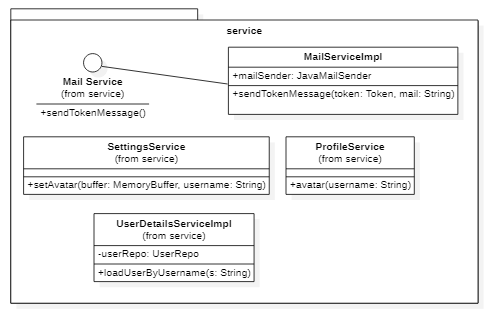 service
MailServiceImpl
+mailSender: JavaMailSender
+sendTokenMessage(token: Token, mail: String)
Mail Service
(from service)
+sendTokenMessage()
SettingsService
(from service)
+setAvatar(buffer: MemoryBuffer, username: String)
ProfileService
(from service)
+avatar(username: String)
UserDetailsServiceImpl
(from service)
-userRepo: UserRepo
+loadUserByUsername(s: String)